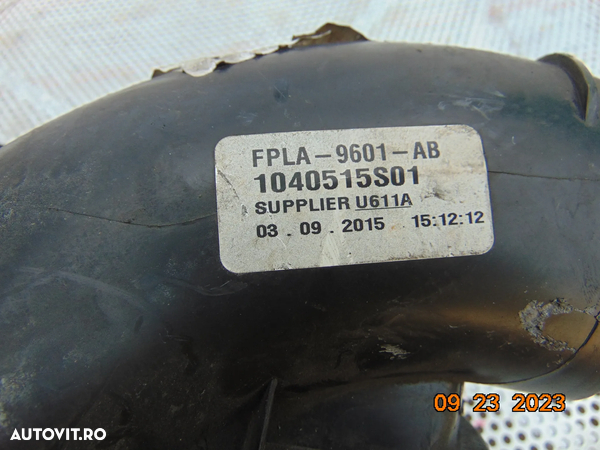 FPLA-9601-AB
1040515S01
SUPPLIER U611A
03 . 09 . 2015 15:12:12
09 23 2023
AUTOVIT.RO